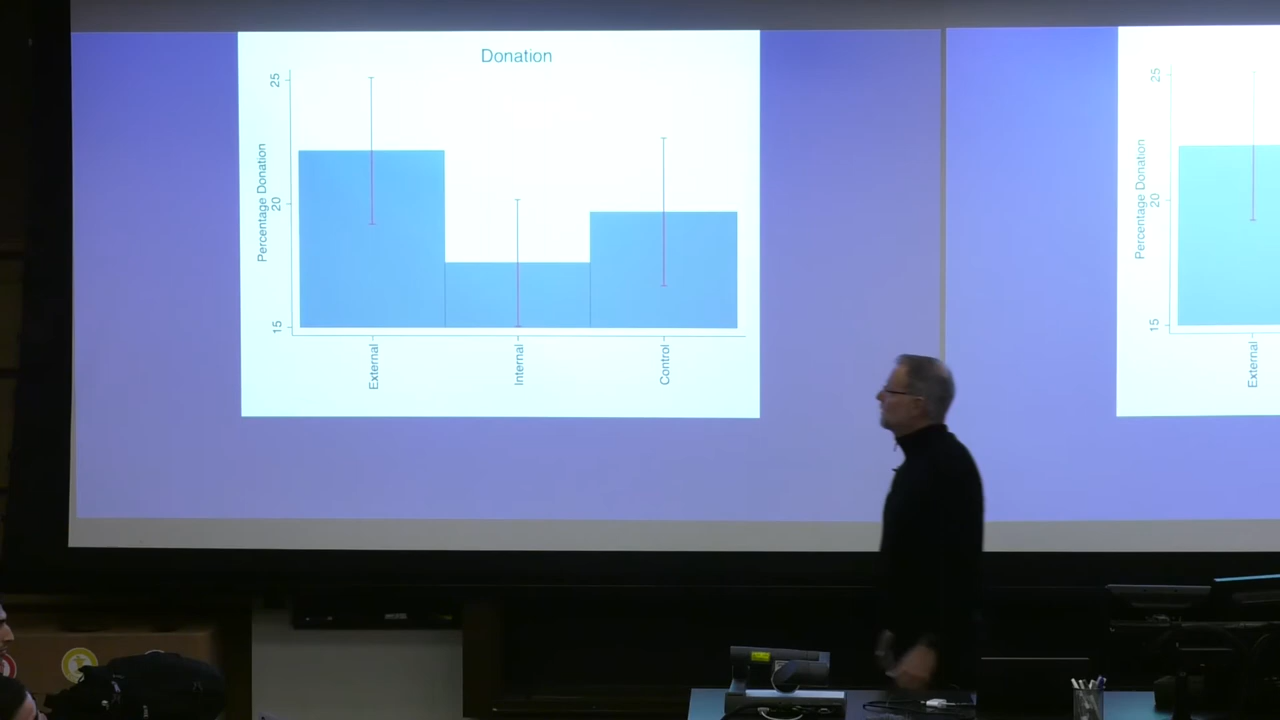 Donation
Percentage Donation
25
20
15
External
Internal
Control
Percentage Donation
25
20
15
External